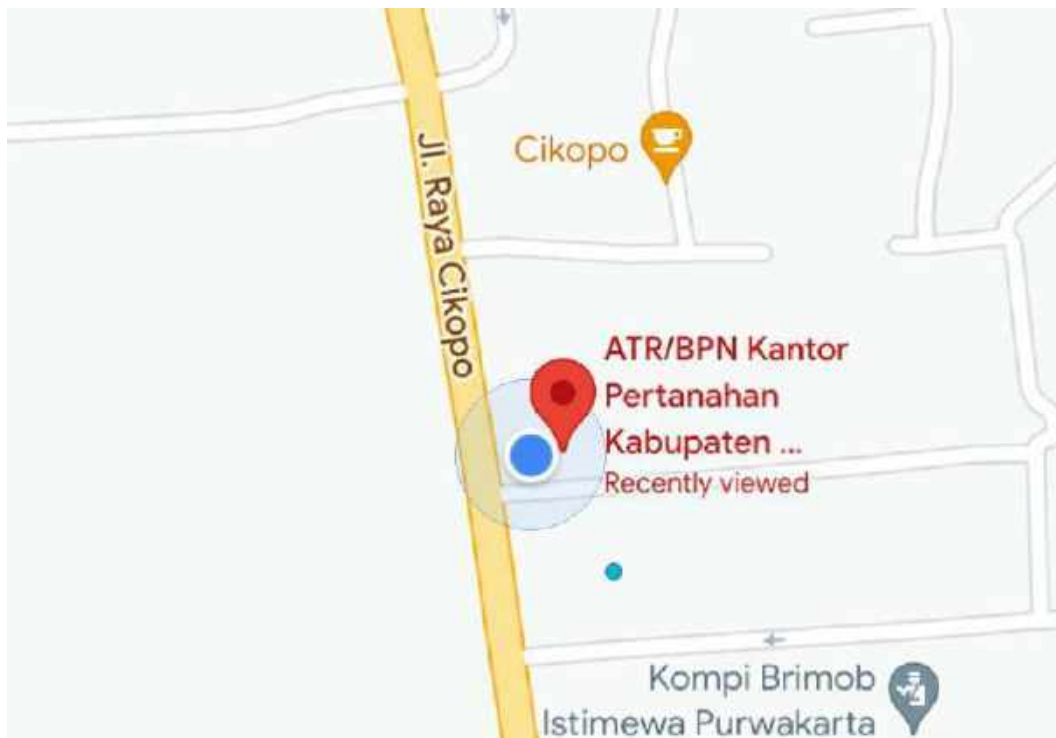 Cikopo
Jl. Raya Cikopo
ATR/BPN Kantor
Pertanahan
Kabupaten ...
Recently viewed
Kompi Brimob
Istimewa Purwakarta